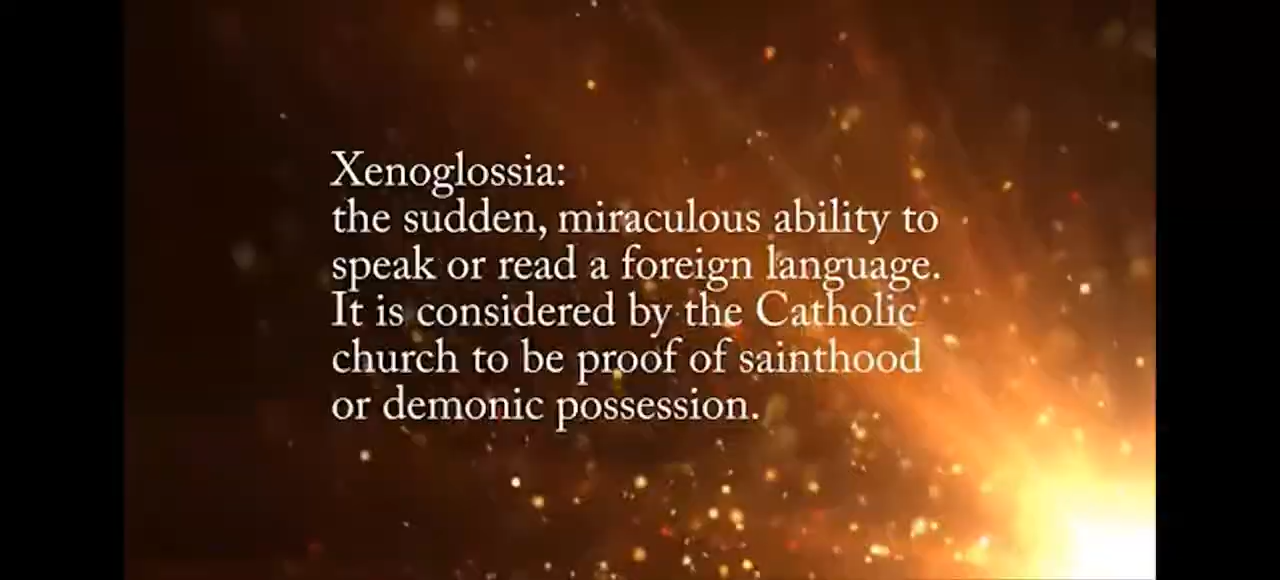 Xenoglossia:
the sudden, miraculous ability to
speak or read a foreign language.
It is considered by the Catholic
church to be proof of sainthood
or demonic possession.